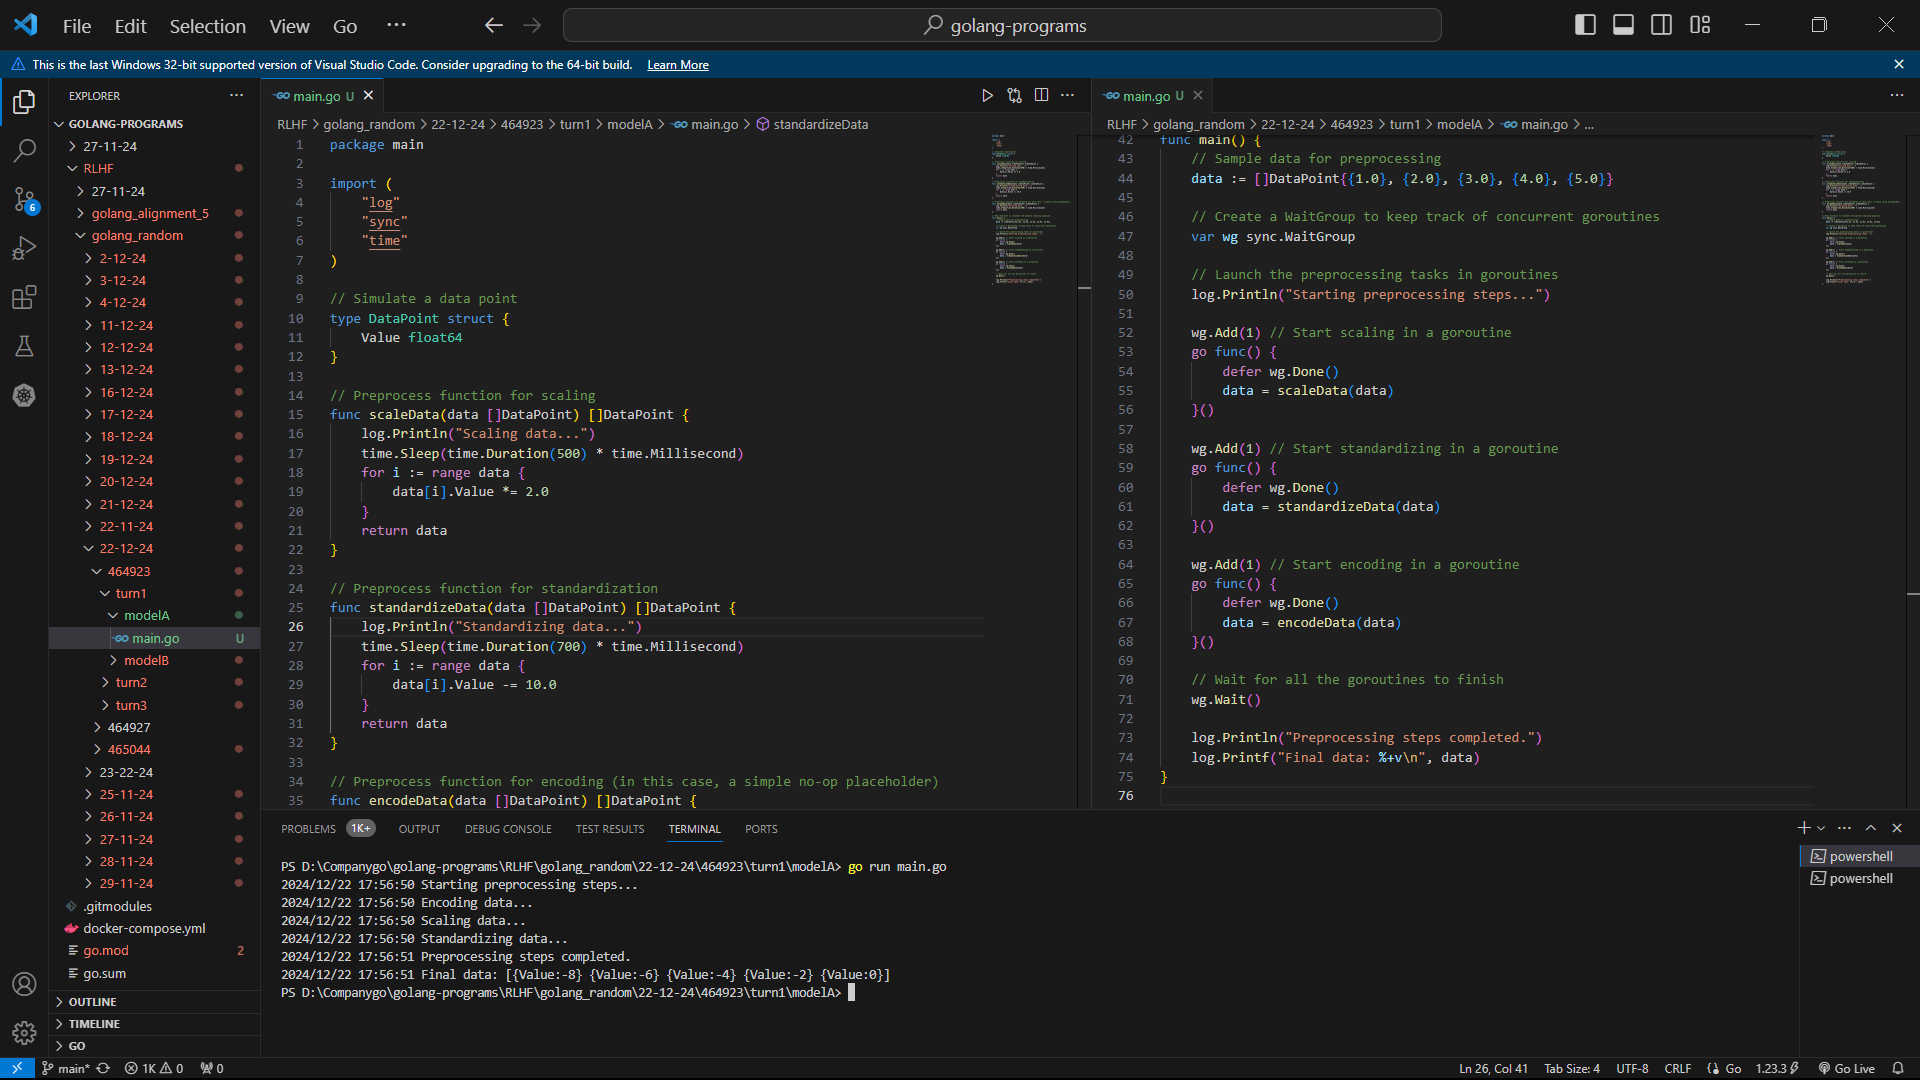 File Edit Selection View Go ···
golang-programs
This is the last Windows 32-bit supported version of Visual Studio Code. Consider upgrading to the 64-bit build. Learn More
EXPLORER
GOLANG-PROGRAMS
27-11-24
RLHF
27-11-24
golang_alignment_5
golang_random
2-12-24
3-12-24
4-12-24
11-12-24
12-12-24
13-12-24
16-12-24
17-12-24
18-12-24
19-12-24
20-12-24
21-12-24
22-11-24
22-12-24
464923
turn1
modelA
main.go U
modelB
turn2
turn3
464927
465044
23-22-24
25-11-24
26-11-24
27-11-24
28-11-24
29-11-24
.gitmodules
docker-compose.yml
go.mod 2
go.sum
OUTLINE
TIMELINE
GO
6
main.go U
RLHF > golang_random > 22-12-24 > 464923 > turn1 > modelA > main.go > standardizeData
1 package main
2
3 import (
4 "log"
5 "sync"
6 "time"
7 )
8
9 // Simulate a data point
10 type DataPoint struct {
11 Value float64
12 }
13
14 // Preprocess function for scaling
15 func scaleData(data []DataPoint) []DataPoint {
16 log.Println("Scaling data...")
17 time.Sleep(time.Duration(500) * time.Millisecond)
18 for i := range data {
19 data[i].Value *= 2.0
20 }
21 return data
22 }
23
24 // Preprocess function for standardization
25 func standardizeData(data []DataPoint) []DataPoint {
26 log.Println("Standardizing data...")
27 time.Sleep(time.Duration(700) * time.Millisecond)
28 for i := range data {
29 data[i].Value -= 10.0
30 }
31 return data
32 }
33
34 // Preprocess function for encoding (in this case, a simple no-op placeholder)
35 func encodeData(data []DataPoint) []DataPoint {
main.go U
RLHF > golang_random > 22-12-24 > 464923 > turn1 > modelA > main.go > ...
42 func main() {
43 // Sample data for preprocessing
44 data := []DataPoint{{1.0}, {2.0}, {3.0}, {4.0}, {5.0}}
45
46 // Create a WaitGroup to keep track of concurrent goroutines
47 var wg sync.WaitGroup
48
49 // Launch the preprocessing tasks in goroutines
50 log.Println("Starting preprocessing steps...")
51
52 wg.Add(1) // Start scaling in a goroutine
53 go func() {
54 defer wg.Done()
55 data = scaleData(data)
56 }()
57
58 wg.Add(1) // Start standardizing in a goroutine
59 go func() {
60 defer wg.Done()
61 data = standardizeData(data)
62 }()
63
64 wg.Add(1) // Start encoding in a goroutine
65 go func() {
66 defer wg.Done()
67 data = encodeData(data)
68 }()
69
70 // Wait for all the goroutines to finish
71 wg.Wait()
72
73 log.Println("Preprocessing steps completed.")
74 log.Printf("Final data: %+v\n", data)
75 }
76
PROBLEMS 1K+ OUTPUT DEBUG CONSOLE TEST RESULTS TERMINAL PORTS
PS D:\Companygo\golang-programs\RLHF\golang_random\22-12-24\464923\turn1\modelA> go run main.go
2024/12/22 17:56:50 Starting preprocessing steps...
2024/12/22 17:56:50 Encoding data...
2024/12/22 17:56:50 Scaling data...
2024/12/22 17:56:50 Standardizing data...
2024/12/22 17:56:51 Preprocessing steps completed.
2024/12/22 17:56:51 Final data: [{Value:-8} {Value:-6} {Value:-4} {Value:-2} {Value:0}]
PS D:\Companygo\golang-programs\RLHF\golang_random\22-12-24\464923\turn1\modelA>
powershell
powershell
main* 1K 0 0 Ln 26, Col 41 Tab Size: 4 UTF-8 CRLF Go 1.23.3 Go Live